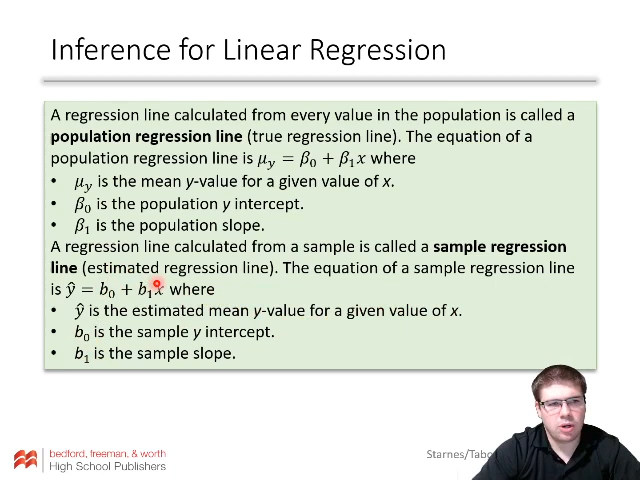 Inference for Linear Regression
A regression line calculated from every value in the population is called a
population regression line (true regression line). The equation of a
population regression line is μy = β0 + β1x where
• μy is the mean y-value for a given value of x.
• β0 is the population y intercept.
• β1 is the population slope.
A regression line calculated from a sample is called a sample regression
line (estimated regression line). The equation of a sample regression line
is ŷ = b0 + b1x where
• ŷ is the estimated mean y-value for a given value of x.
• b0 is the sample y intercept.
• b1 is the sample slope.
bedford, freeman, & worth
High School Publishers
Starnes/